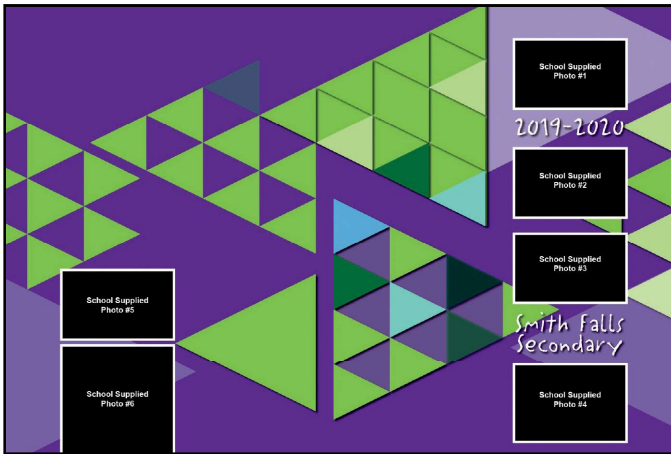 School Supplied
Photo #1
2019-2020
School Supplied
Photo #2
School Supplied
Photo #3
Smith Falls
Secondary
School Supplied
Photo #4
School Supplied
Photo #5
School Supplied
Photo #6